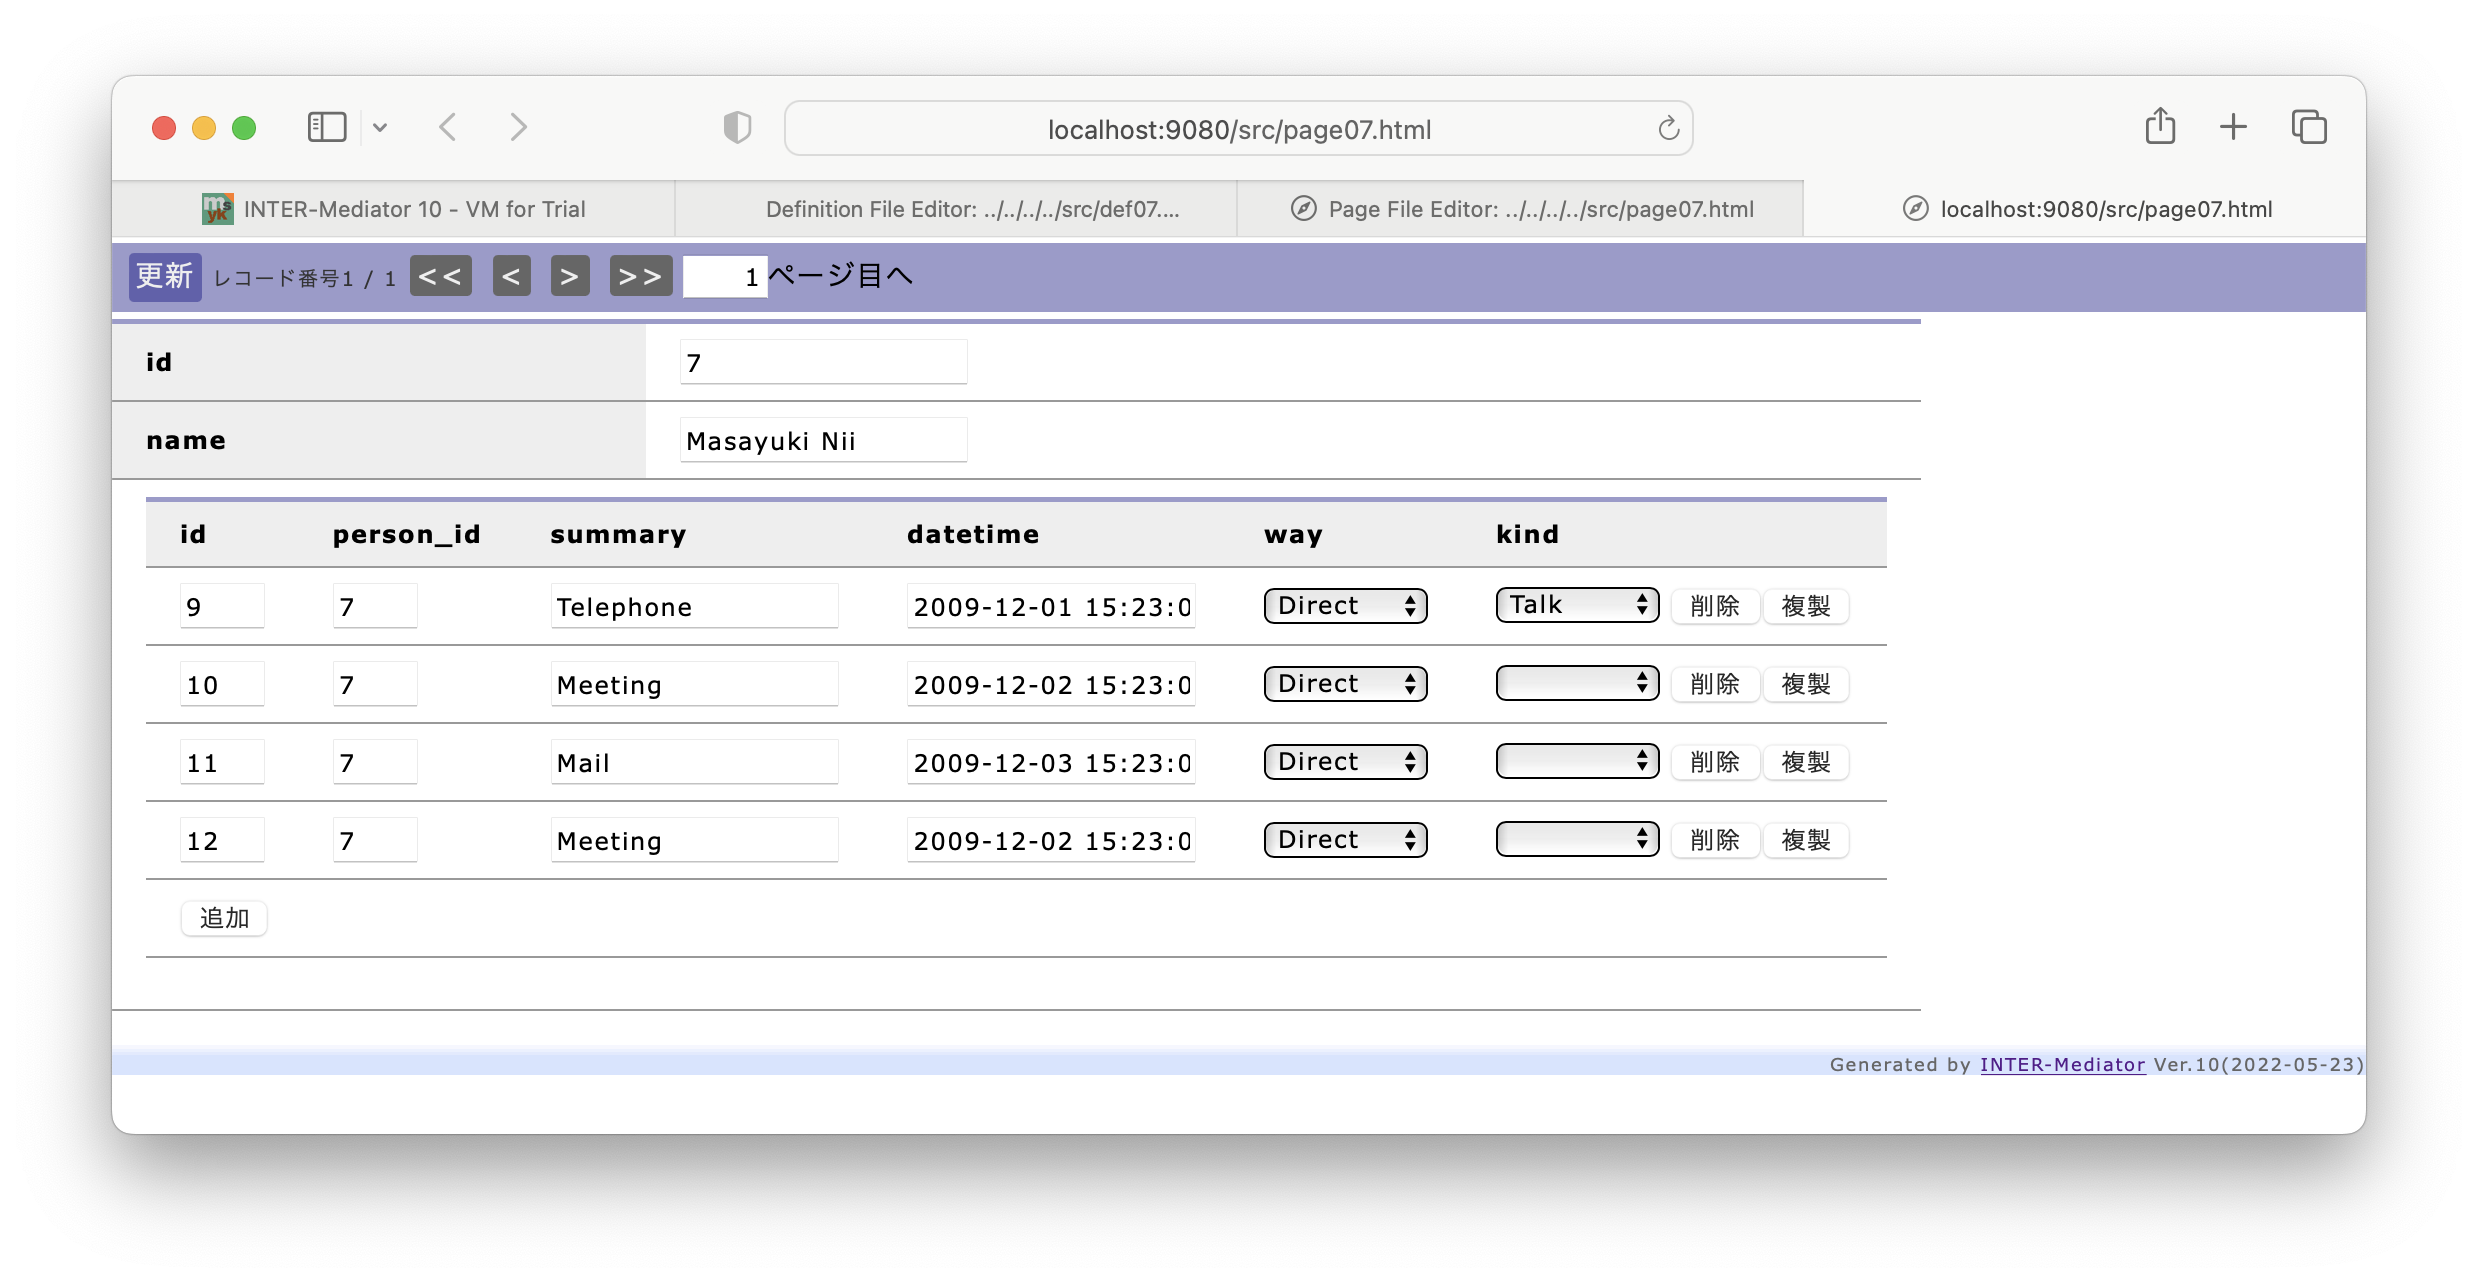 localhost:9080/src/page07.html
INTER-Mediator 10 - VM for Trial
Definition File Editor: ../../../../src/def07....
Page File Editor: ../../../../src/page07.html
localhost:9080/src/page07.html
更新 レコード番号1 / 1 << < > >> 1 ページ目へ
id 7
name Masayuki Nii
id person_id summary datetime way kind
9 7 Telephone 2009-12-01 15:23:0 Direct Talk 削除 複製
10 7 Meeting 2009-12-02 15:23:0 Direct 削除 複製
11 7 Mail 2009-12-03 15:23:0 Direct 削除 複製
12 7 Meeting 2009-12-02 15:23:0 Direct 削除 複製
追加
Generated by INTER-Mediator Ver.10(2022-05-23)